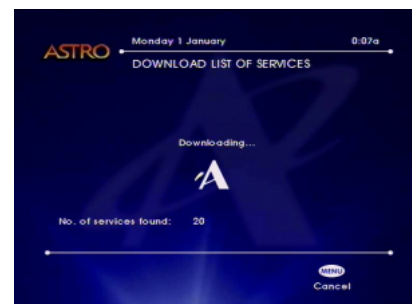 Monday 1 January 0:07a
ASTRO
DOWNLOAD LIST OF SERVICES
Downloading...
A
No. of services found: 20
MENU
Cancel